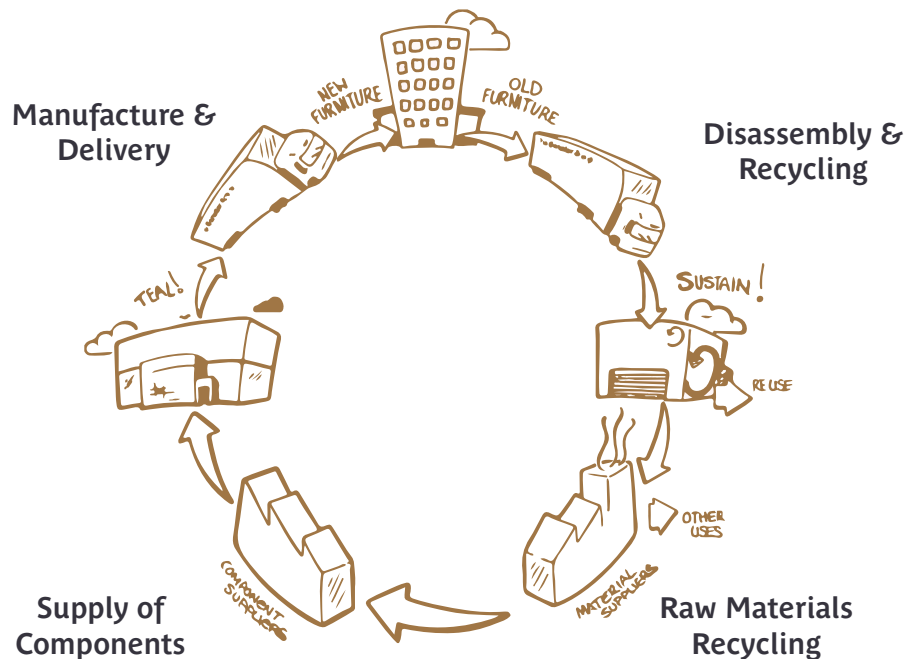 Manufacture &
Delivery
NEW
FURNITURE
OLD
FURNITURE
Disassembly &
Recycling
TEAL!
SUSTAIN!
RE USE
OTHER
USES
COMPONENT
SUPPLIERS
MATERIAL
SUPPLIERS
Supply of
Components
Raw Materials
Recycling